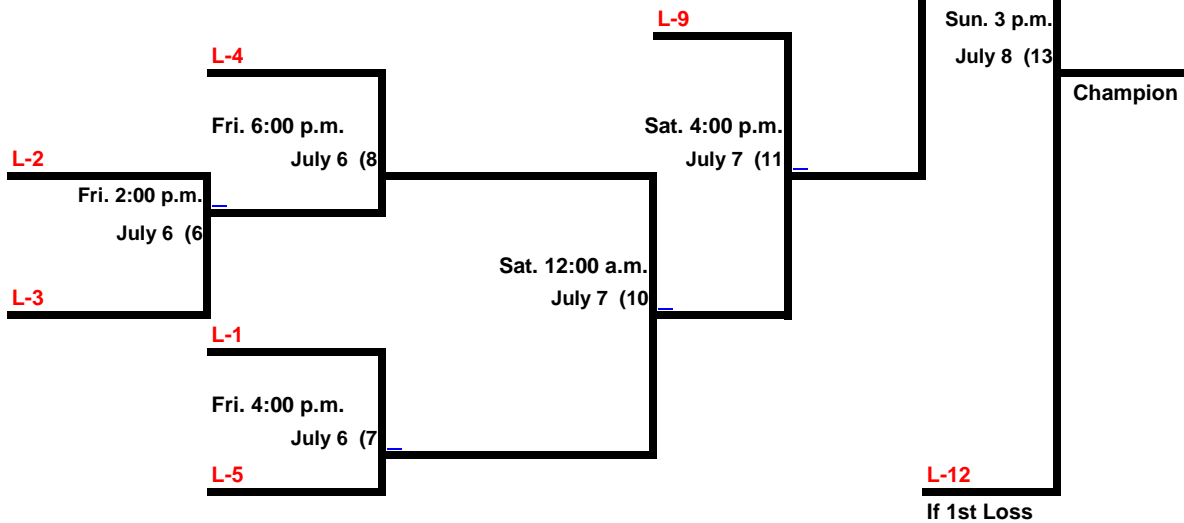 L-9
Sun. 3 p.m.
July 8 (13
Champion
L-4
Fri. 6:00 p.m.
July 6 (8
Sat. 4:00 p.m.
July 7 (11
L-2
Fri. 2:00 p.m.
July 6 (6
L-3
Sat. 12:00 a.m.
July 7 (10
L-1
Fri. 4:00 p.m.
July 6 (7
L-5
L-12
If 1st Loss